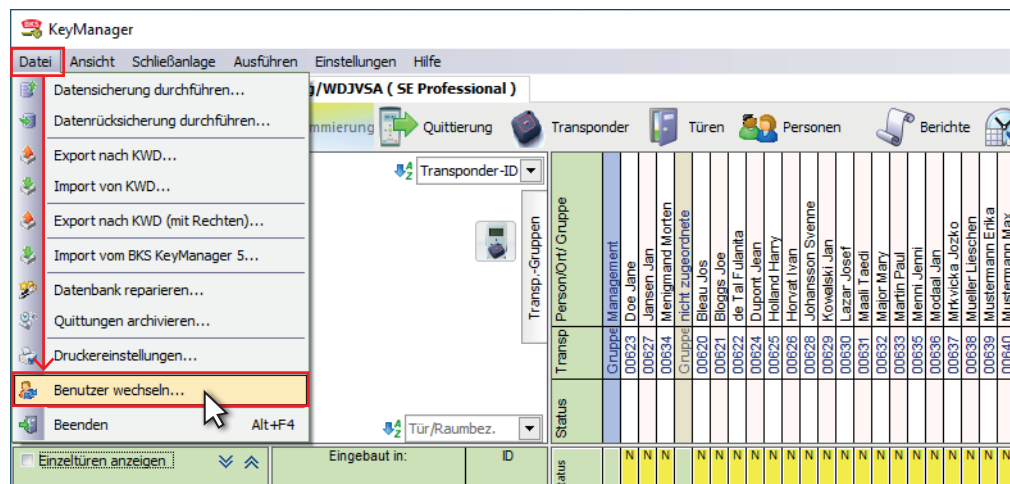 BKS
KeyManager
Datei Ansicht Schließanlage Ausführen Einstellungen Hilfe
g/WDJVSA ( SE Professional )
Datensicherung durchführen...
Datenrücksicherung durchführen...
Export nach KWD...
Import von KWD...
Export nach KWD (mit Rechten)...
Import vom BKS KeyManager 5...
Datenbank reparieren...
Quittungen archivieren...
Druckereinstellungen...
Benutzer wechseln...
Beenden Alt+F4
mmierung Quittierung Transponder Türen Personen Berichte
Transponder-ID
Transp.-Gruppen
Tür/Raumbez.
Einzeltüren anzeigen
Eingebaut in: ID
Person/Ort/ Gruppe
Transp
Status
Management
Gruppe
Doe Jane
00623
Jansen Jan
00627
Menigmand Morten
00634
nicht zugeordnete
Gruppe
Bleau Jos
00620
Bloggs Joe
00621
de Tal Fulanita
00622
Dupont Jean
00624
Holland Harry
00625
Horvat Ivan
00626
Johansson Svenne
00628
Kowalski Jan
00629
Lazar Josef
00630
Maali Taedi
00631
Major Mary
00632
Martin Paul
00633
Menni Jenni
00635
Modaal Jan
00636
Mrkvicka Jozko
00637
Mueller Lieschen
00638
Mustermann Erika
00639
Mustermann Max
00640
tatus
N N N N N N N N N N N N N N N N N N N N N